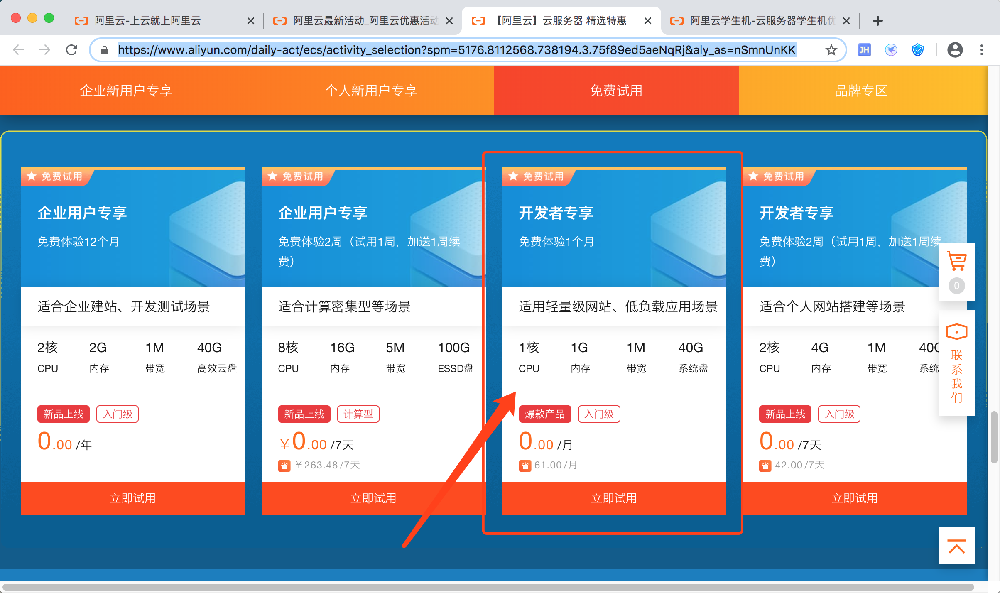 阿里云-上云就上阿里云
阿里云最新活动_阿里云优惠活动
【阿里云】云服务器 精选特惠
阿里云学生机-云服务器学生机优
https://www.aliyun.com/daily-act/ecs/activity_selection?spm=5176.8112568.738194.3.75f89ed5aeNqRj&aly_as=nSmnUnKK
JH
企业新用户专享
个人新用户专享
免费试用
品牌专区
免费试用
企业用户专享
免费体验12个月
适合企业建站、开发测试场景
2核 2G 1M 40G
CPU 内存 带宽 高效云盘
新品上线 入门级
0.00 /年
立即试用
免费试用
企业用户专享
免费体验2周（试用1周，加送1周续
费）
适合计算密集型等场景
8核 16G 5M 100G
CPU 内存 带宽 ESSD盘
新品上线 计算型
￥0.00 /7天
省 ￥263.48/7天
立即试用
免费试用
开发者专享
免费体验1个月
适用轻量级网站、低负载应用场景
1核 1G 1M 40G
CPU 内存 带宽 系统盘
爆款产品 入门级
0.00 /月
省 61.00/月
立即试用
免费试用
开发者专享
免费体验2周（试用1周，加送1周续
费）
适合个人网站搭建等场景
2核 4G 1M 40G
CPU 内存 带宽 系统
新品上线 入门级
0.00 /7天
省 42.00/7天
立即试用
0
联
系
我
们